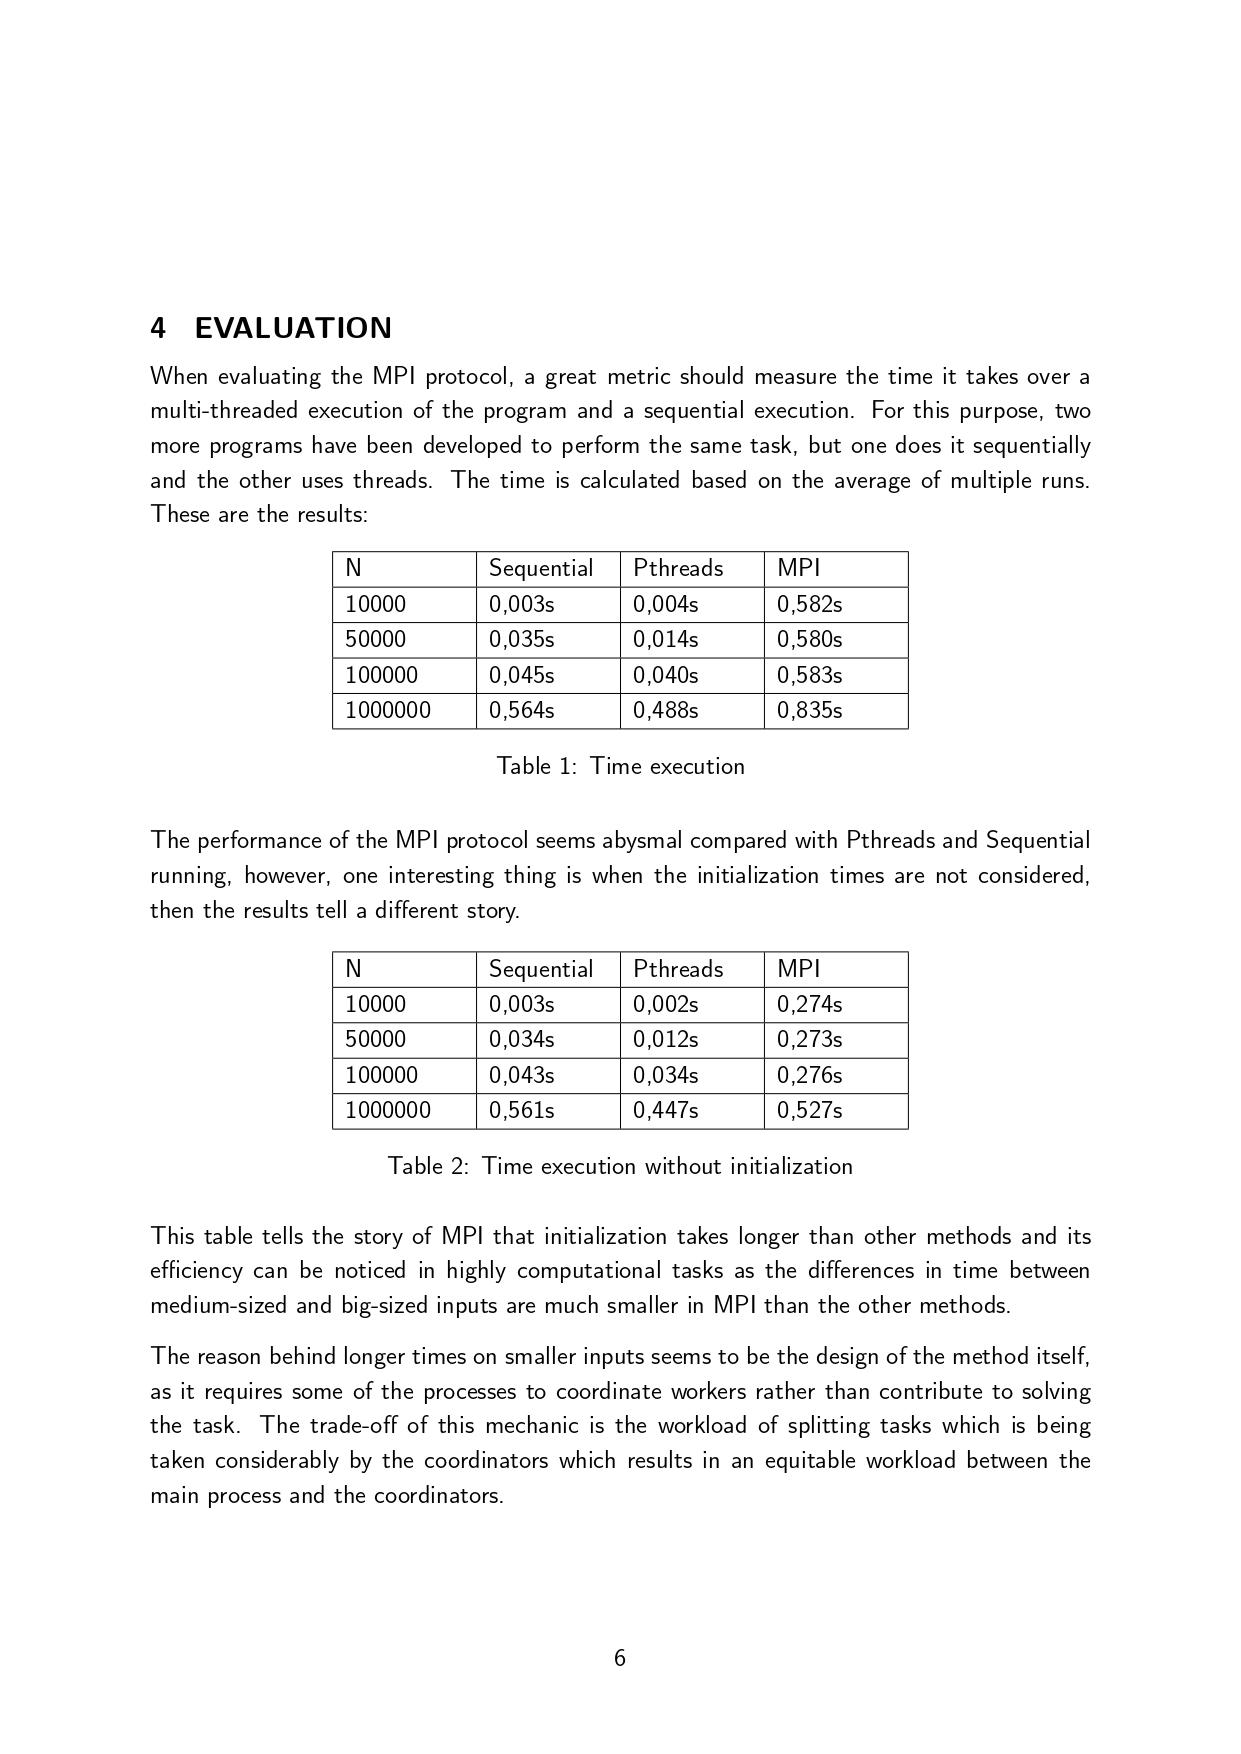 4 EVALUATION
When evaluating the MPI protocol, a great metric should measure the time it takes over a
multi-threaded execution of the program and a sequential execution. For this purpose, two
more programs have been developed to perform the same task, but one does it sequentially
and the other uses threads. The time is calculated based on the average of multiple runs.
These are the results:
N Sequential Pthreads MPI
10000 0,003s 0,004s 0,582s
50000 0,035s 0,014s 0,580s
100000 0,045s 0,040s 0,583s
1000000 0,564s 0,488s 0,835s
Table 1: Time execution
The performance of the MPI protocol seems abysmal compared with Pthreads and Sequential
running, however, one interesting thing is when the initialization times are not considered,
then the results tell a different story.
N Sequential Pthreads MPI
10000 0,003s 0,002s 0,274s
50000 0,034s 0,012s 0,273s
100000 0,043s 0,034s 0,276s
1000000 0,561s 0,447s 0,527s
Table 2: Time execution without initialization
This table tells the story of MPI that initialization takes longer than other methods and its
efficiency can be noticed in highly computational tasks as the differences in time between
medium-sized and big-sized inputs are much smaller in MPI than the other methods.
The reason behind longer times on smaller inputs seems to be the design of the method itself,
as it requires some of the processes to coordinate workers rather than contribute to solving
the task. The trade-off of this mechanic is the workload of splitting tasks which is being
taken considerably by the coordinators which results in an equitable workload between the
main process and the coordinators.
6